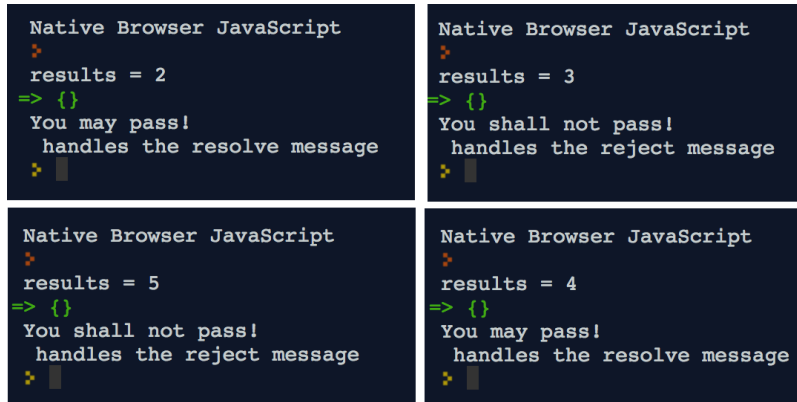 Native Browser JavaScript
results = 2
=> {}
You may pass!
handles the resolve message
Native Browser JavaScript
results = 3
=> {}
You shall not pass!
handles the reject message
Native Browser JavaScript
results = 5
=> {}
You shall not pass!
handles the reject message
Native Browser JavaScript
results = 4
=> {}
You may pass!
handles the resolve message